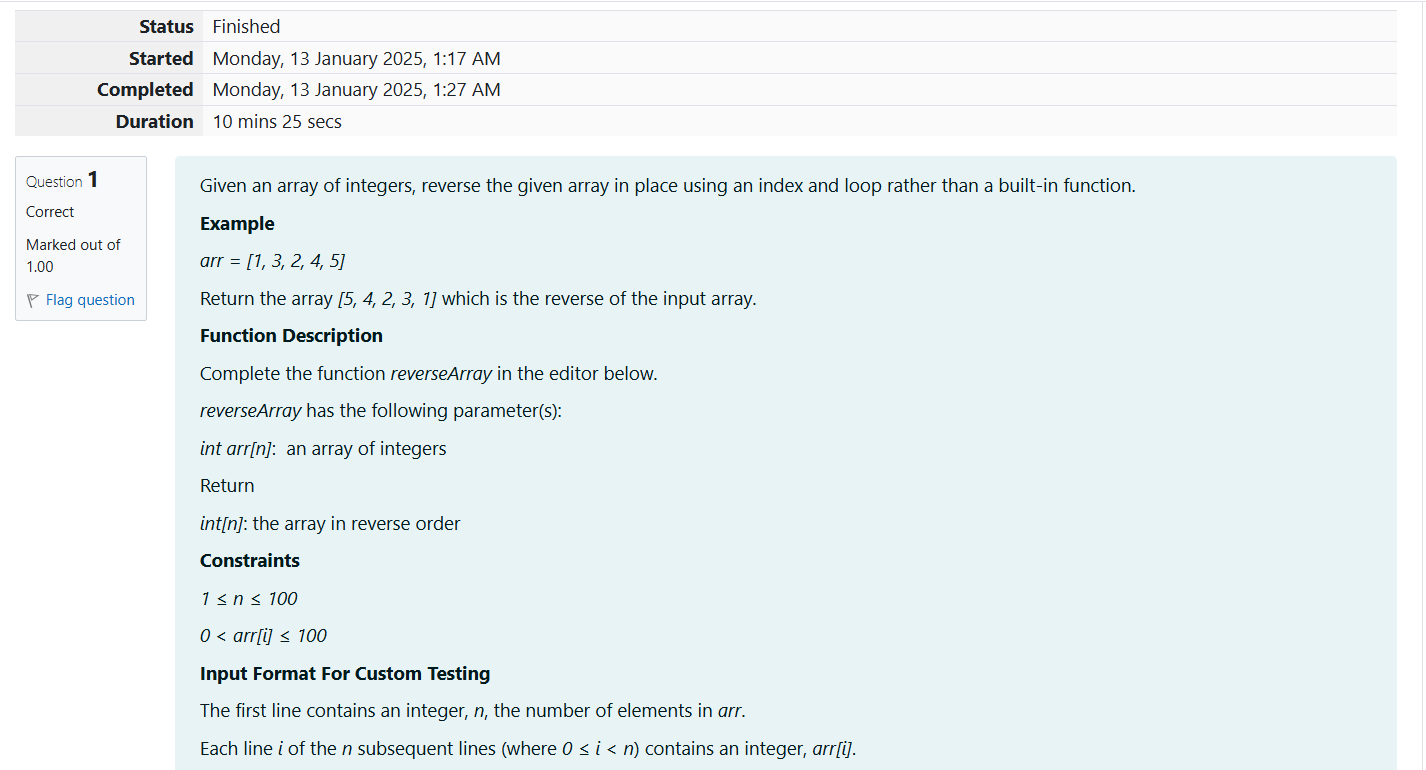 Status Finished
Started Monday, 13 January 2025, 1:17 AM
Completed Monday, 13 January 2025, 1:27 AM
Duration 10 mins 25 secs
Question 1
Correct
Marked out of
1.00
Flag question
Given an array of integers, reverse the given array in place using an index and loop rather than a built-in function.
Example
arr = [1, 3, 2, 4, 5]
Return the array [5, 4, 2, 3, 1] which is the reverse of the input array.
Function Description
Complete the function reverseArray in the editor below.
reverseArray has the following parameter(s):
int arr[n]: an array of integers
Return
int[n]: the array in reverse order
Constraints
1 ≤ n ≤ 100
0 < arr[i] ≤ 100
Input Format For Custom Testing
The first line contains an integer, n, the number of elements in arr.
Each line i of the n subsequent lines (where 0 ≤ i < n) contains an integer, arr[i].